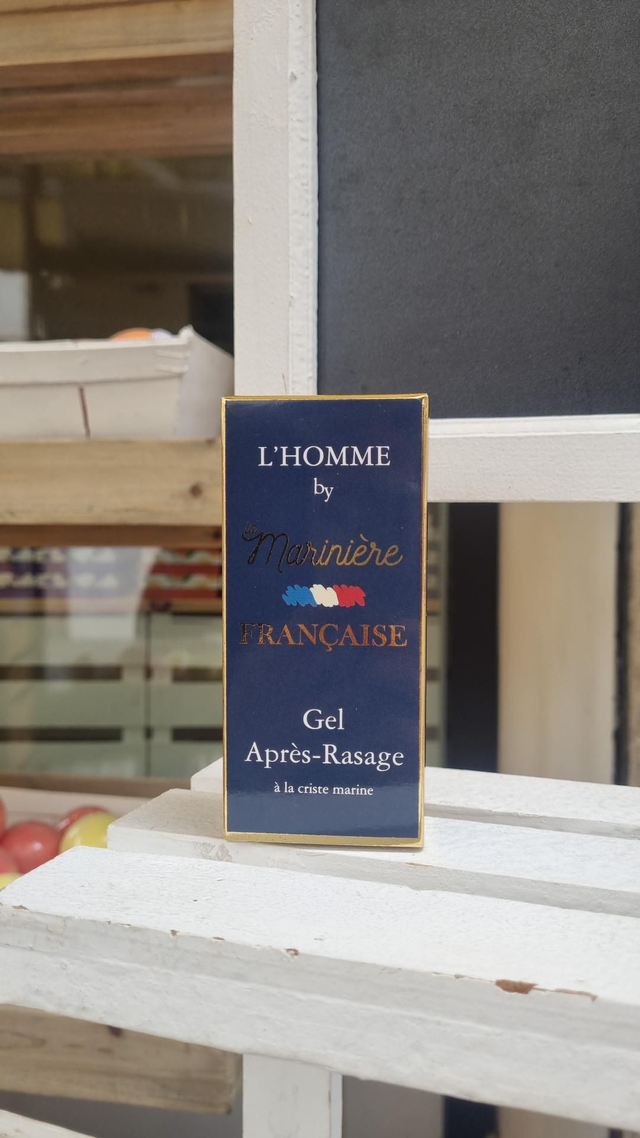 L'HOMME
by
la Marinière
FRANÇAISE
Gel
Après-Rasage
à la criste marine